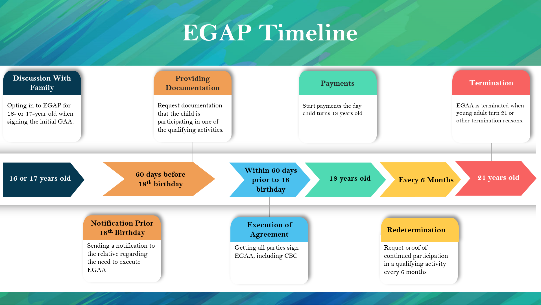 EGAP Timeline
Discussion With
Family
Opting in to EGAP for
16- or 17-year old, when
signing the initial GAA
Providing
Documentation
Request documentation
that the child is
participating in one of
the qualifying activities.
Payments
Start payments the day
child turns 18 years old
Termination
EGAA is terminated when
young adult turns 21 or
other termination reasons
16 or 17 years old
60 days before
18th birthday
Within 60 days
prior to 18
birthday
18 years old
Every 6 Months
21 years old
Notification Prior
18th Birthday
Sending a notification to
the relative regarding
the need to execute
EGAA
Execution of
Agreement
Getting all parties sign
EGAA, including CBC
Redetermination
Request proof of
continued participation
in a qualifying activity
every 6 months